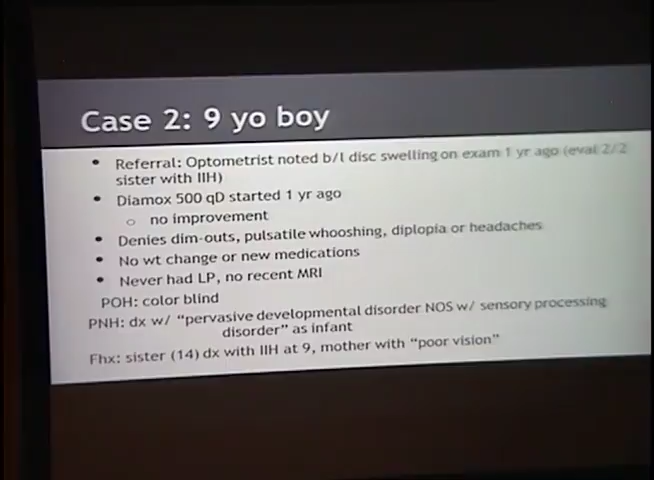 Case 2: 9 yo boy
• Referral: Optometrist noted b/l disc swelling on exam 1 yr ago (eval 2/2
sister with IIH)
• Diamox 500 qD started 1 yr ago
o no improvement
• Denies dim-outs, pulsatile whooshing, diplopia or headaches
• No wt change or new medications
• Never had LP, no recent MRI
POH: color blind
PNH: dx w/ "pervasive developmental disorder NOS w/ sensory processing
disorder" as infant
Fhx: sister (14) dx with IIH at 9, mother with "poor vision"